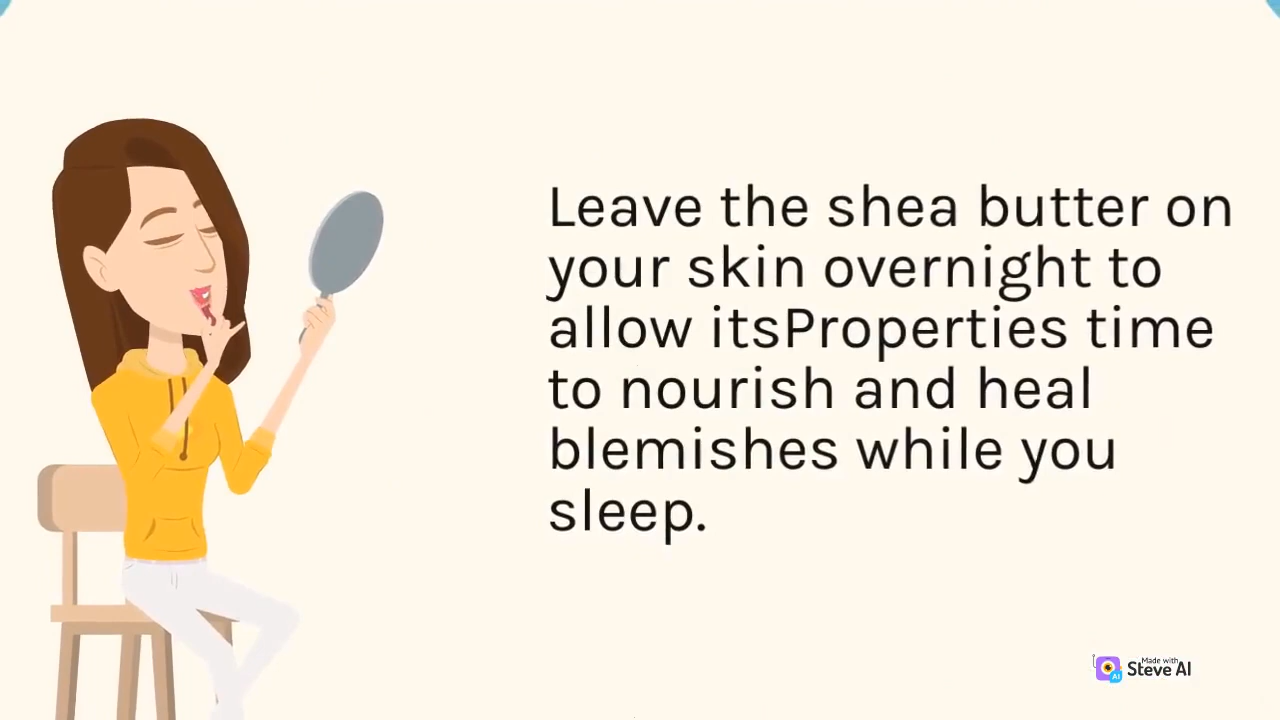 Leave the shea butter on
your skin overnight to
allow itsProperties time
to nourish and heal
blemishes while you
sleep.
Made with
Steve AI
AI